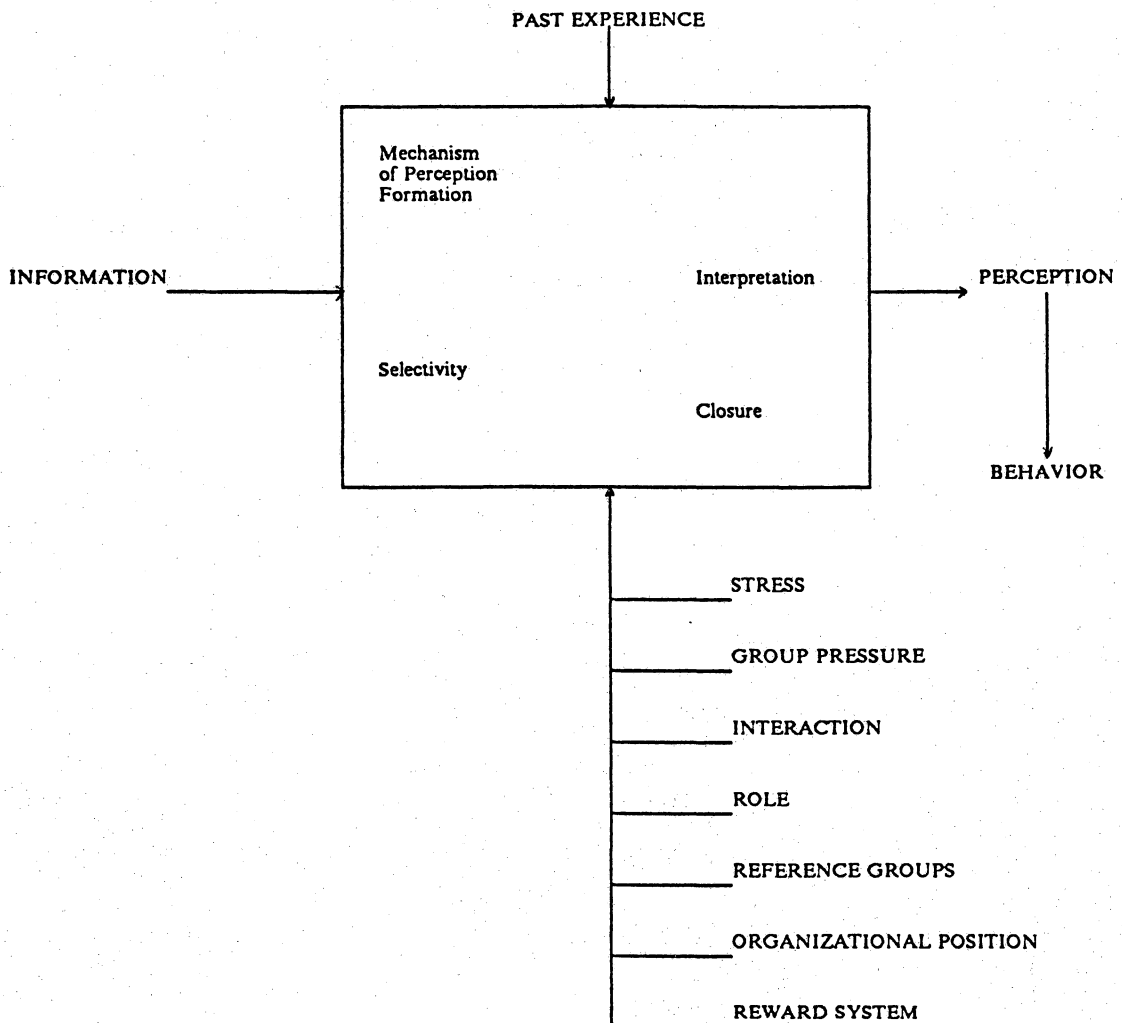 PAST EXPERIENCE
Mechanism
of Perception
Formation
INFORMATION
Interpretation
PERCEPTION
Selectivity
Closure
BEHAVIOR
STRESS
GROUP PRESSURE
INTERACTION
ROLE
REFERENCE GROUPS
ORGANIZATIONAL POSITION
REWARD SYSTEM